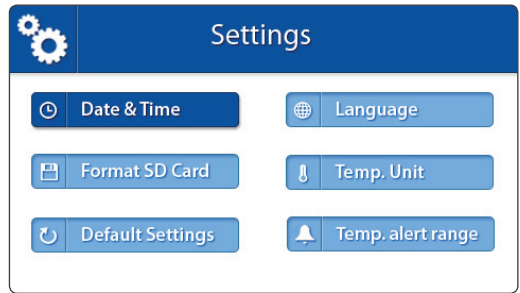 Settings
Date & Time
Language
Format SD Card
Temp. Unit
Default Settings
Temp. alert range